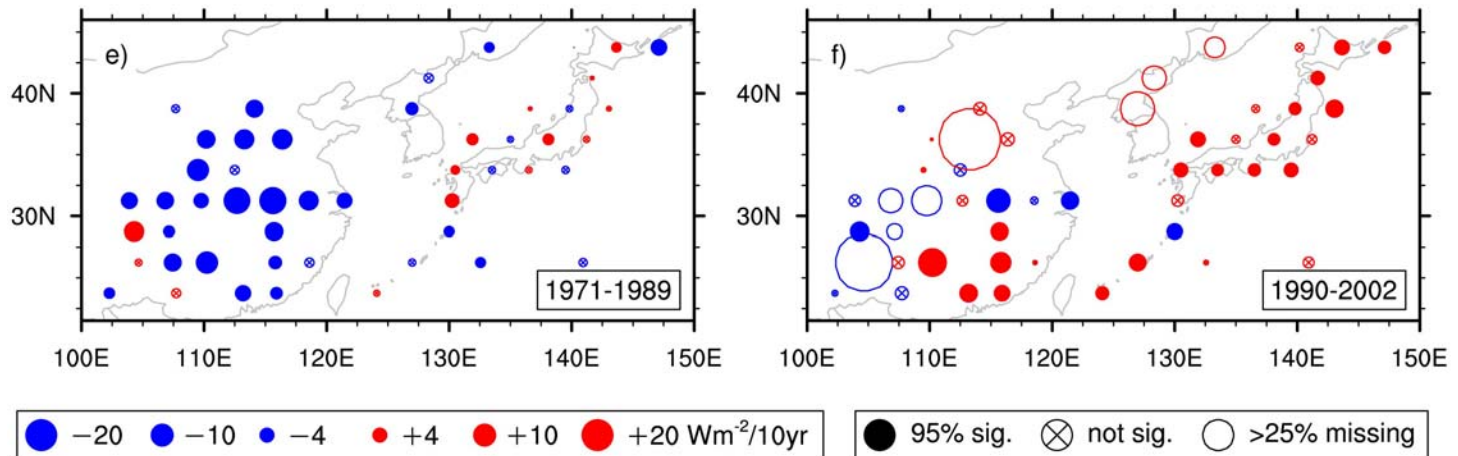 e)
f)
40N
30N
1971-1989
1990-2002
100E 110E 120E 130E 140E 150E
100E 110E 120E 130E 140E 150E
−20 −10 −4 +4 +10 +20 Wm⁻²/10yr
95% sig. not sig. >25% missing